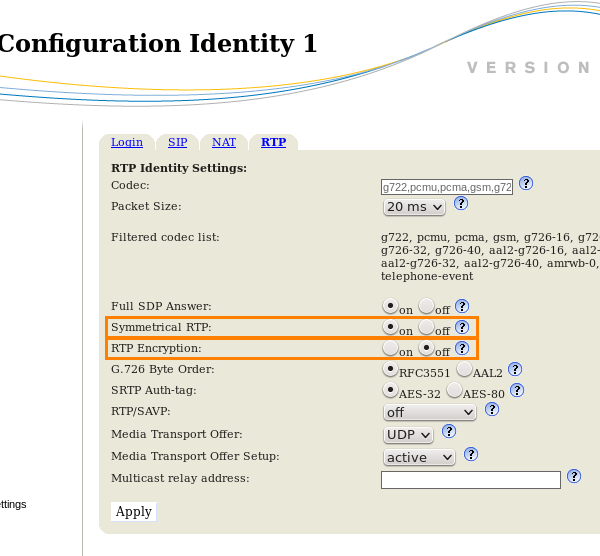 Configuration Identity 1
VERSION
Login SIP NAT RTP
RTP Identity Settings:
Codec: g722,pcmu,pcma,gsm,g72
Packet Size: 20 ms
Filtered codec list: g722, pcmu, pcma, gsm, g726-16, g72
g726-32, g726-40, aal2-g726-16, aal2-
aal2-g726-32, aal2-g726-40, amrwb-0,
telephone-event
Full SDP Answer: on off
Symmetrical RTP: on off
RTP Encryption: on off
G.726 Byte Order: RFC3551 AAL2
SRTP Auth-tag: AES-32 AES-80
RTP/SAVP: off
Media Transport Offer: UDP
Media Transport Offer Setup: active
Multicast relay address:
ettings
Apply